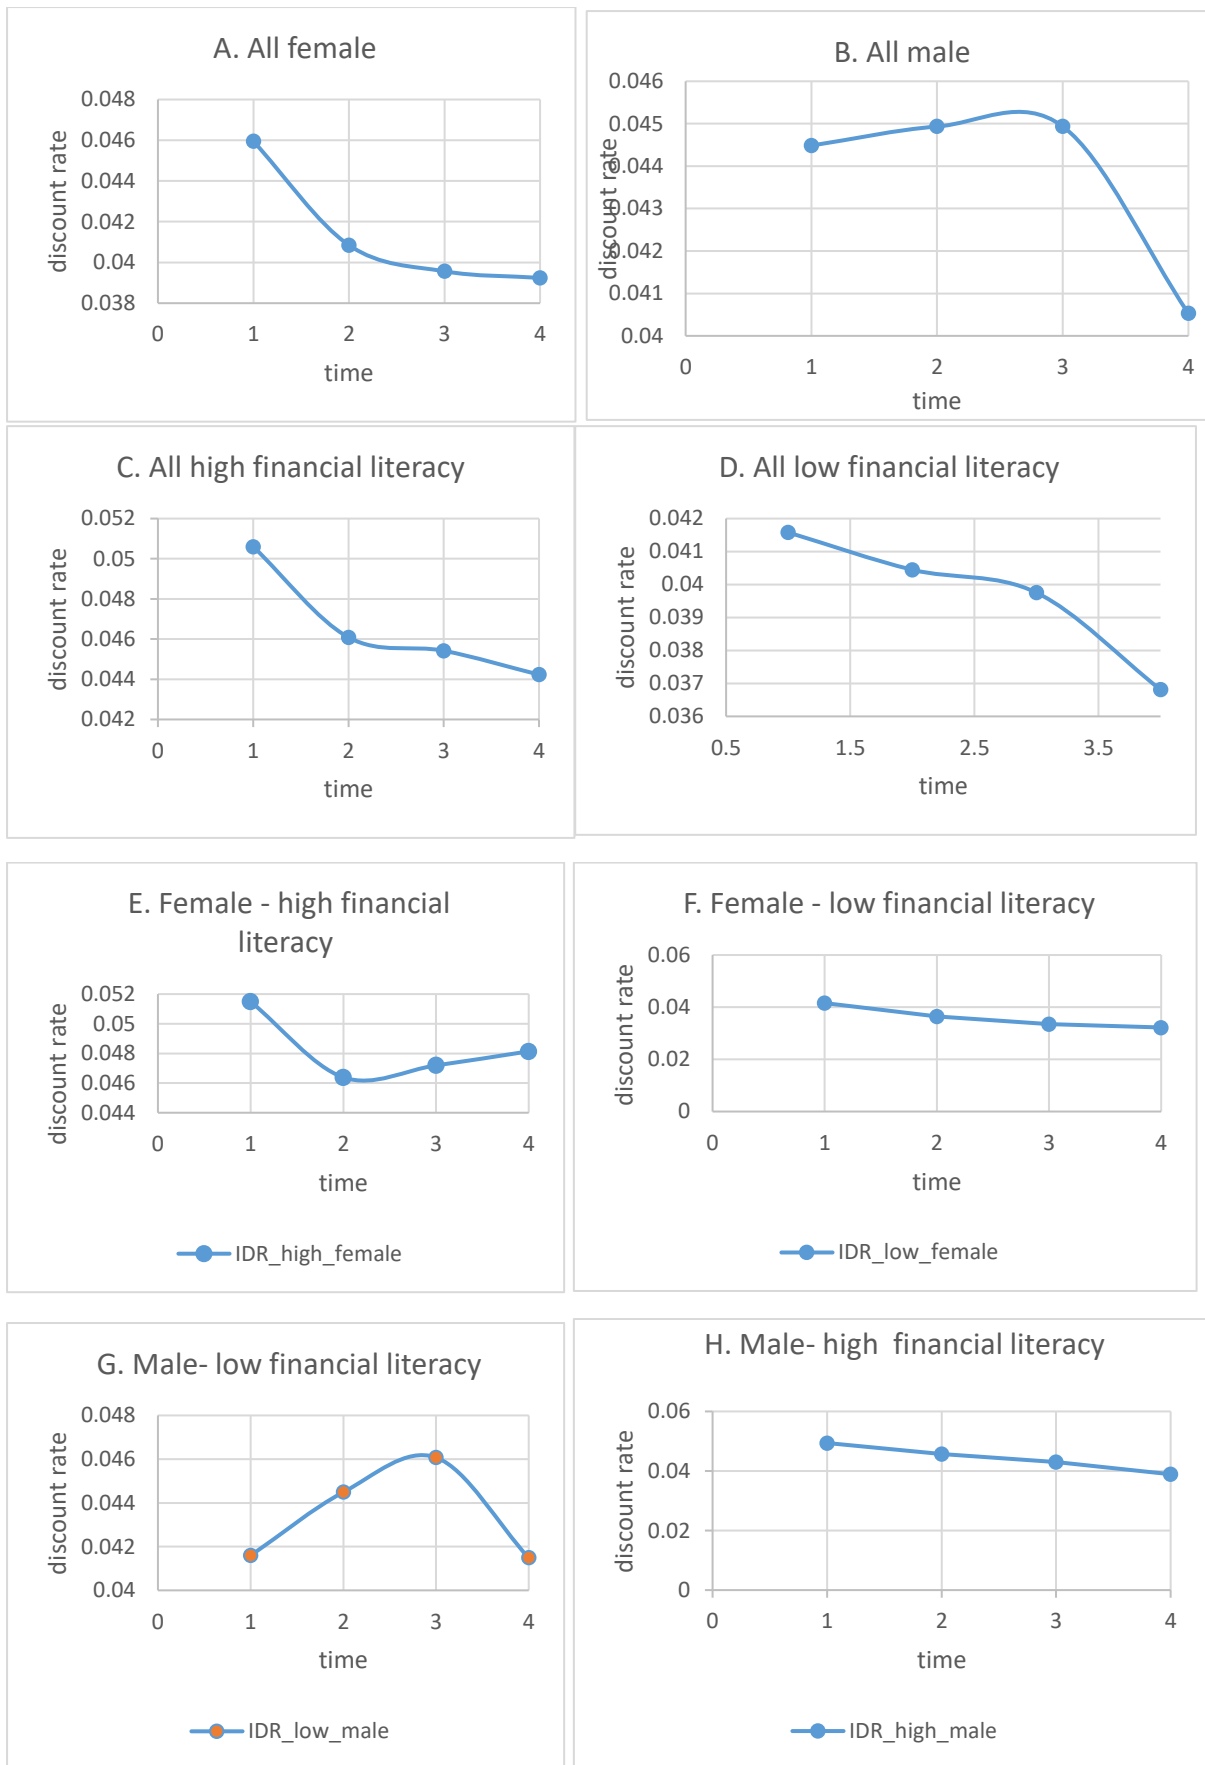 A. All female
0.048
0.046
0.044
0.042
0.04
0.038
discount rate
0 1 2 3 4
time
B. All male
0.046
0.045
0.044
0.043
0.042
0.041
0.04
discount rate
0 1 2 3 4
time
C. All high financial literacy
0.052
0.05
0.048
0.046
0.044
0.042
discount rate
0 1 2 3 4
time
D. All low financial literacy
0.042
0.041
0.04
0.039
0.038
0.037
0.036
discount rate
0.5 1.5 2.5 3.5
time
E. Female - high financial
literacy
0.052
0.05
0.048
0.046
0.044
discount rate
0 1 2 3 4
time
IDR_high_female
F. Female - low financial literacy
0.06
0.04
0.02
0
discount rate
0 1 2 3 4
time
IDR_low_female
G. Male- low financial literacy
0.048
0.046
0.044
0.042
0.04
discount rate
0 1 2 3 4
time
IDR_low_male
H. Male- high financial literacy
0.06
0.04
0.02
0
discount rate
0 1 2 3 4
time
IDR_high_male